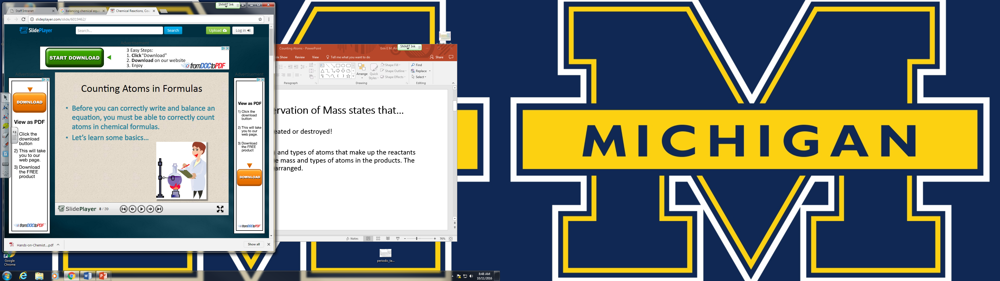 SMART Ink
Staff Intranet
balancing chemical equa
Chemical Reactions, Cou
slideplayer.com/slide/6019462/
SlidePlayer
Search...
Search
Upload
Log in
Advertisement
START DOWNLOAD
3 Easy Steps:
1. Click "Download"
2. Download on our website
3. Enjoy
fromDOCtoPDF
Advertisement
DOWNLOAD
View as PDF
Click the
download
button
2) This will take
you to our
web page.
3) Download
the FREE
product
fromDOCtoPDF
Counting Atoms in Formulas
• Before you can correctly write and balance an
equation, you must be able to correctly count
atoms in chemical formulas.
• Let's learn some basics...
SlidePlayer 8 / 39
Advertisement
View as PDF
1) Click the
download
button
2) This will take
you to our
web page.
3) Download
the FREE
product
DOWNLOAD
fromDOCtoPDF
Hands-on-Chemist....pdf
Show all
Counting Atoms - PowerPoint
Erin E M. An
SMART Ink
de Show
Review
View
Tell me what you want to do
Share
Arrange
Quick
Styles
Shape Fill
Shape Outline
Shape Effects
Find
Replace
Select
Paragraph
Drawing
Editing
ervation of Mass states that...
eated or destroyed!
and types of atoms that make up the reactants
e mass and types of atoms in the products. The
arranged.
Notes
76%
periodic_ta...
Google
Chrome
8:48 AM
10/11/2016
MICHIGAN